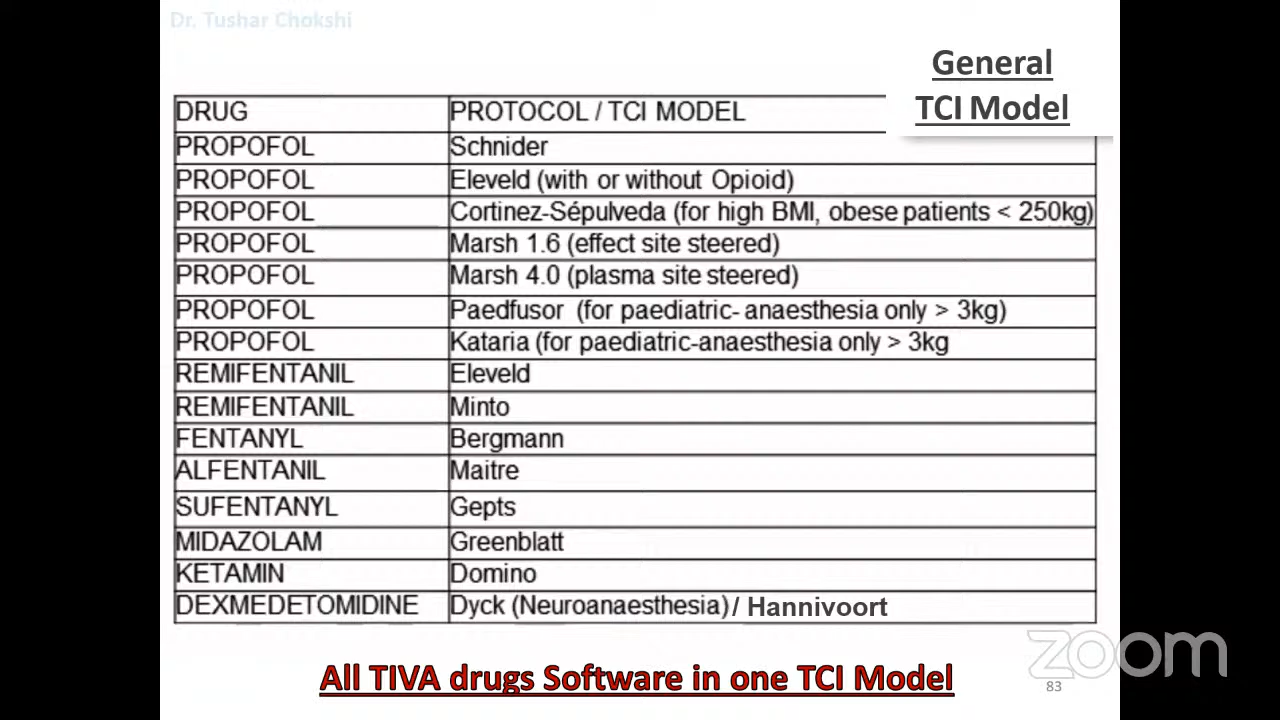 Dr. Tushar Chokshi
General
TCI Model
DRUG PROTOCOL / TCI MODEL
PROPOFOL Schnider
PROPOFOL Eleveld (with or without Opioid)
PROPOFOL Cortinez-Sépulveda (for high BMI, obese patients < 250kg)
PROPOFOL Marsh 1.6 (effect site steered)
PROPOFOL Marsh 4.0 (plasma site steered)
PROPOFOL Paedfusor (for paediatric- anaesthesia only > 3kg)
PROPOFOL Kataria (for paediatric-anaesthesia only > 3kg
REMIFENTANIL Eleveld
REMIFENTANIL Minto
FENTANYL Bergmann
ALFENTANIL Maitre
SUFENTANYL Gepts
MIDAZOLAM Greenblatt
KETAMIN Domino
DEXMEDETOMIDINE Dyck (Neuroanaesthesia) / Hannivoort
All TIVA drugs Software in one TCI Model
zoom
83